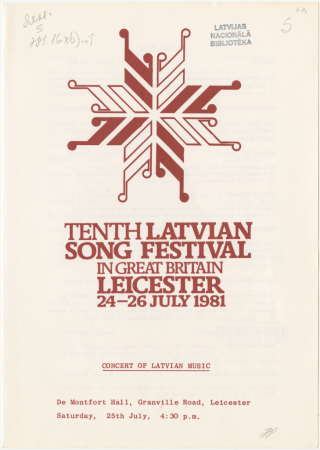 LATVIJAS
NACIONĀLĀ
BIBLIOTĒKA
TENTH LATVIAN
SONG FESTIVAL
IN GREAT BRITAIN
LEICESTER
24-26 JULY 1981
CONCERT OF LATVIAN MUSIC
De Montfort Hall, Granville Road, Leicester
Saturday, 25th July, 4:30 p.m.